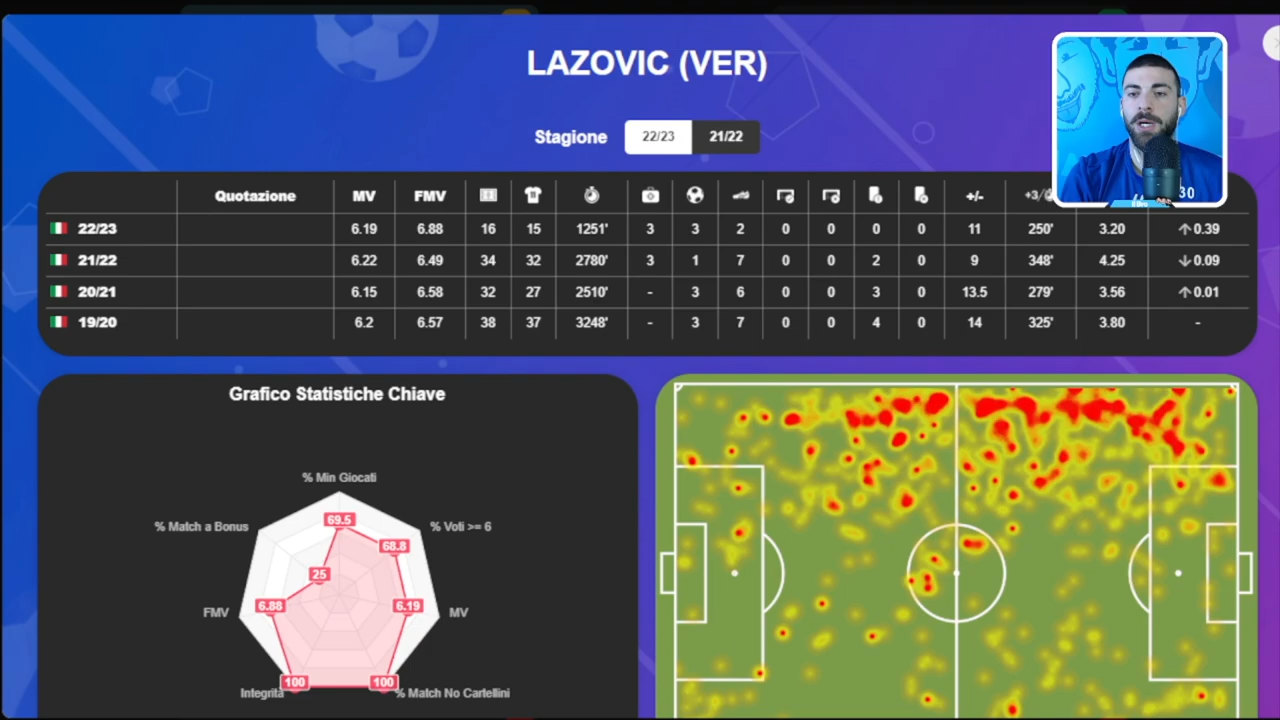 LAZOVIC (VER)
Stagione 22/23 21/22
Quotazione MV FMV +/- +3/
22/23 6.19 6.88 16 15 1251' 3 3 2 0 0 0 0 11 250' 3.20 ↑0.39
21/22 6.22 6.49 34 32 2780' 3 1 7 0 0 2 0 9 348' 4.25 ↓0.09
20/21 6.15 6.58 32 27 2510' - 3 6 0 0 3 0 13.5 279' 3.56 ↑0.01
19/20 6.2 6.57 38 37 3248' - 3 7 0 0 4 0 14 325' 3.80 -
30
Grafico Statistiche Chiave
% Min Giocati
69.5
% Match a Bonus
% Voti >= 6
68.8
25
FMV 6.88 6.19 MV
100 100
Integrità % Match No Cartellini